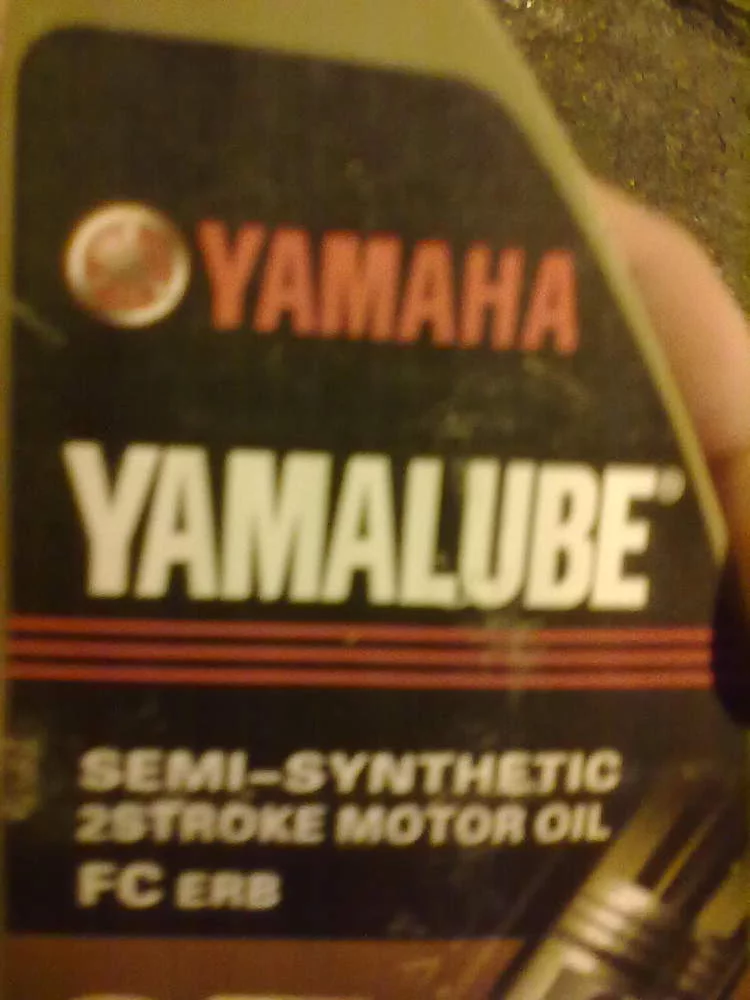 YAMAHA
YAMALUBE®
SEMI-SYNTHETIC
2STROKE MOTOR OIL
FC ERB